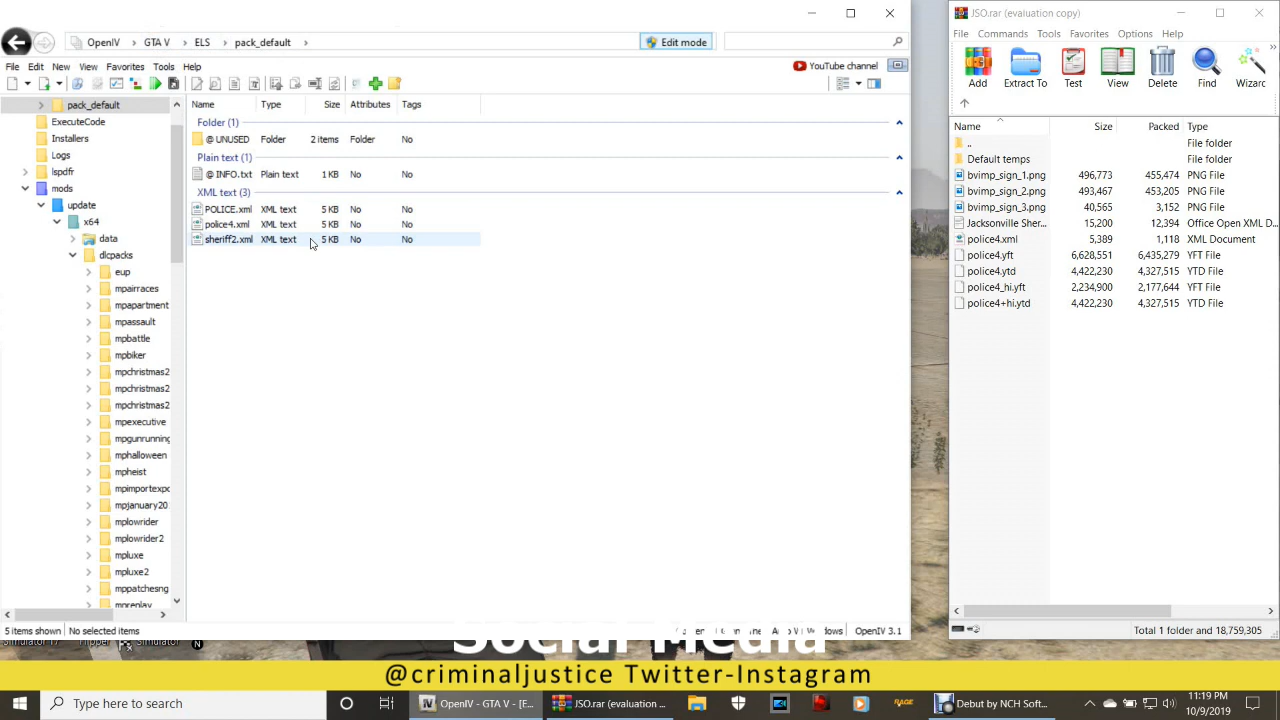 OpenIV › GTA V › ELS › pack_default ›
Edit mode
File Edit View Favorites Tools Help
YouTube channel
pack_default
ExecuteCode
Installers
Logs
lspdfr
mods
update
x64
data
dlcpacks
eup
mpairraces
mpapartment
mpassault
mpbattle
mpbiker
mpchristmas2
mpchristmas2
mpchristmas2
mpexecutive
mpgunrunning
mphalloween
mpheist
mpimportexpo
mpjanuary20
mplowrider
mplowrider2
mpluxe
mpluxe2
mppatchesng
mpreplay
Name Type Size Attributes Tags
Folder (1)
@ UNUSED Folder 2 items Folder No
Plain text (1)
@ INFO.txt Plain text 1 KB No No
XML text (3)
POLICE.xml XML text 5 KB No No
police4.xml XML text 5 KB No No
sheriff2.xml XML text 5 KB No No
5 items shown No selected items
OpenIV 3.1
JSO.rar (evaluation copy)
File Commands Tools Favorites Options Help
Add Extract To Test View Delete Find Wizard
Name Size Packed Type
.. File folder
Default temps File folder
bvimp_sign_1.png 496,773 455,474 PNG File
bvimp_sign_2.png 493,467 453,205 PNG File
bvimp_sign_3.png 40,565 3,152 PNG File
Jacksonville Sher... 15,200 12,394 Office Open XML D...
police4.xml 5,389 1,118 XML Document
police4.yft 6,628,551 6,435,279 YFT File
police4.ytd 4,422,230 4,327,515 YTD File
police4_hi.yft 2,234,900 2,177,644 YFT File
police4+hi.ytd 4,422,230 4,327,515 YTD File
Total 1 folder and 18,759,305
Social Media
@criminaljustice Twitter-Instagram
Type here to search
OpenIV - GTA V - [E...
JSO.rar (evaluation ...
RAGE
Debut by NCH Soft...
11:19 PM
10/9/2019